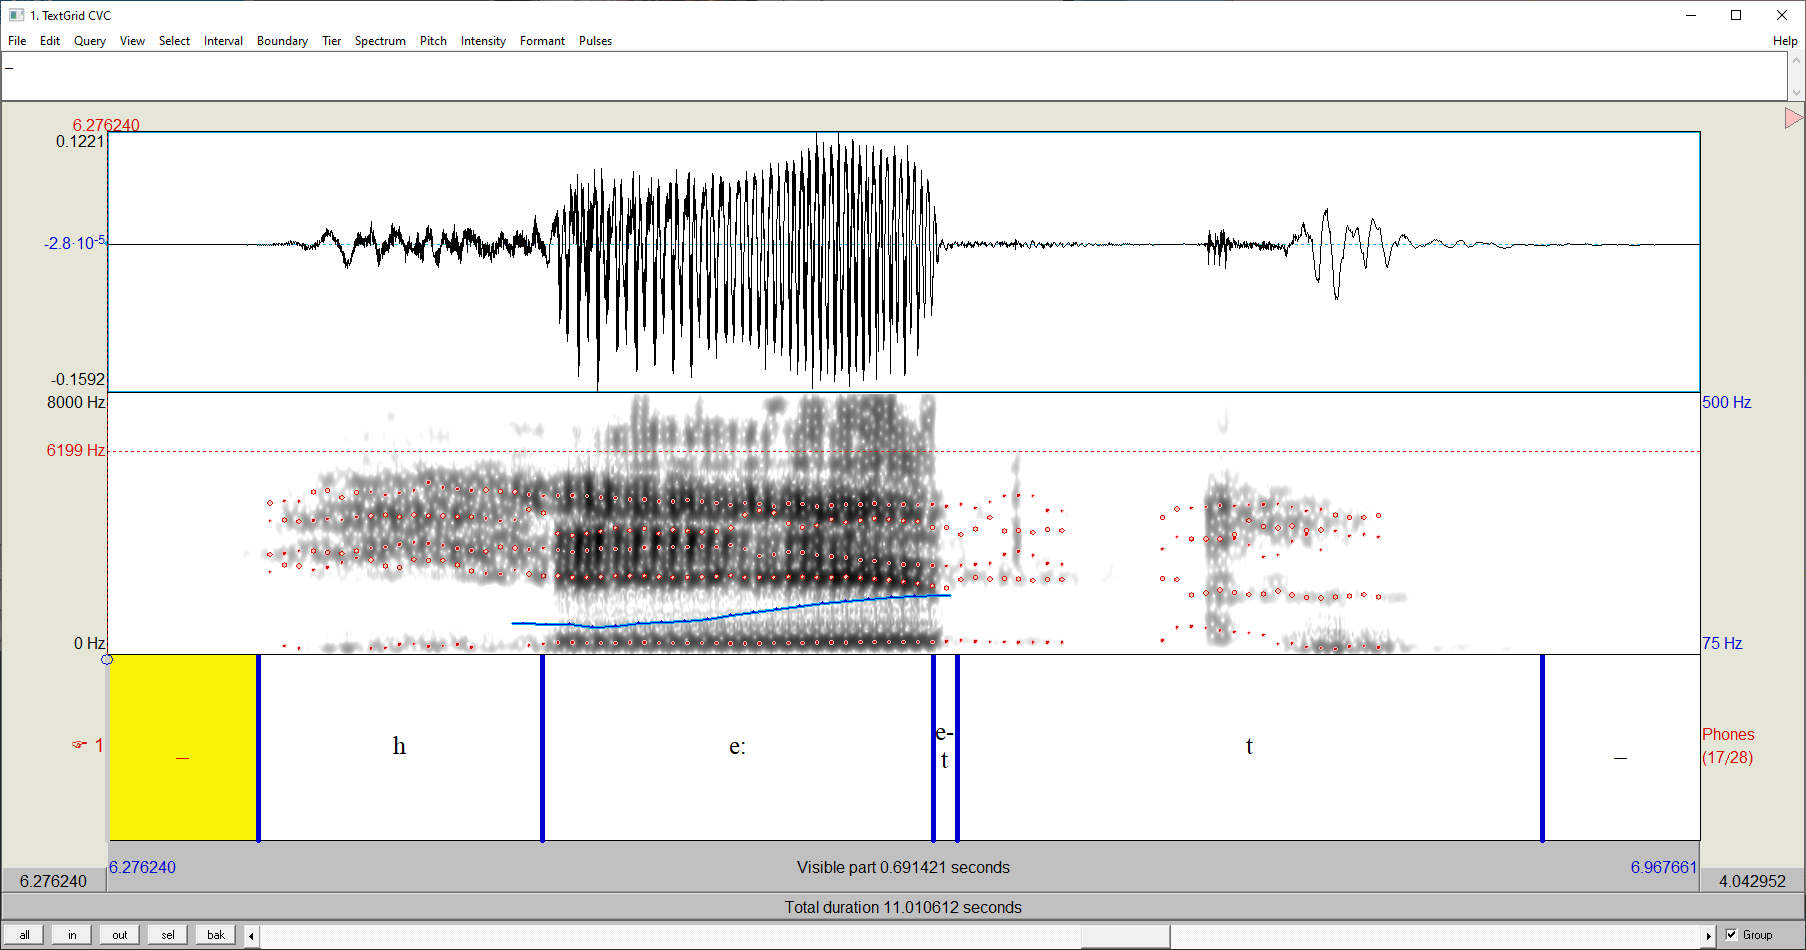 1. TextGrid CVC
File Edit Query View Select Interval Boundary Tier Spectrum Pitch Intensity Formant Pulses Help
–
6.276240
0.1221
-2.8·10⁻⁵
-0.1592
8000 Hz 500 Hz
6199 Hz
0 Hz 75 Hz
☞ 1 _ h e: e-t t _ Phones (17/28)
6.276240 Visible part 0.691421 seconds 6.967661
6.276240 4.042952
Total duration 11.010612 seconds
all in out sel bak Group